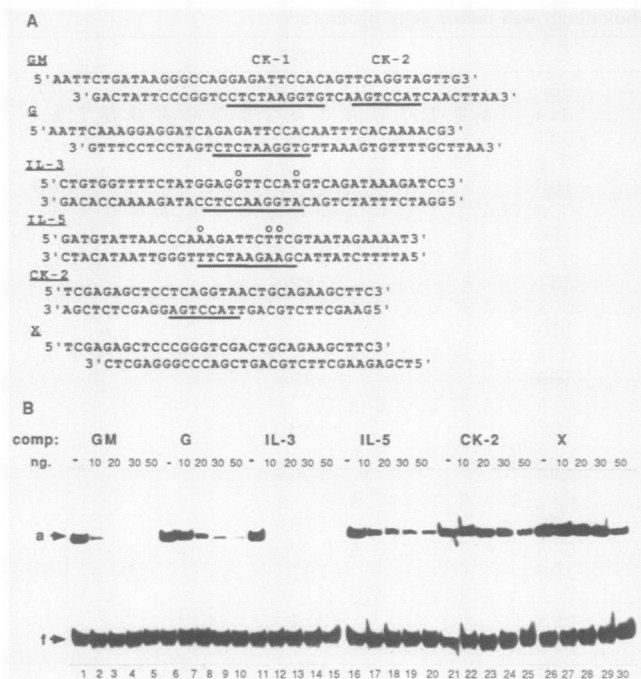 A
GM CK-1 CK-2
5'AATTCTGATAAGGGCCAGGAGATTCCACAGTTCAGGTAGTTG3'
3'GACTATTCCCGGTCCTCTAAGGTGTCAAGTCCATCAACTTAA3'
G
5'AATTCAAAGGAGGATCAGAGATTCCACAATTTCACAAAACG3'
3'GTTTCCTCCTAGTCTCTAAGGTGTTAAAGTGTTTTGCTTAA3'
IL-3
5'CTGTGGTTTTCTATGGAGGTTCCATGTCAGATAAAGATCC3'
3'GACACCAAAAGATACCTCCAAGGTACAGTCTATTTCTAGG5'
IL-5
5'GATGTATTAACCCAAAGATTCTTCGTAATAGAAAAT3'
3'CTACATAATTGGGTTTCTAAGAAGCATTATCTTTTA5'
CK-2
5'TCGAGAGCTCCTCAGGTAACTGCAGAAGCTTC3'
3'AGCTCTCGAGGAGTCCATTGACGTCTTCGAAG5'
X
5'TCGAGAGCTCCCGGGTCGACTGCAGAAGCTTC3'
3'CTCGAGGGCCCAGCTGACGTCTTCGAAGAGCT5'
B
comp: GM G IL-3 IL-5 CK-2 X
ng. - 10 20 30 50 - 10 20 30 50 - 10 20 30 50 - 10 20 30 50 - 10 20 30 50 - 10 20 30 50
a
f
1 2 3 4 5 6 7 8 9 10 11 12 13 14 15 16 17 18 19 20 21 22 23 24 25 26 27 28 29 30